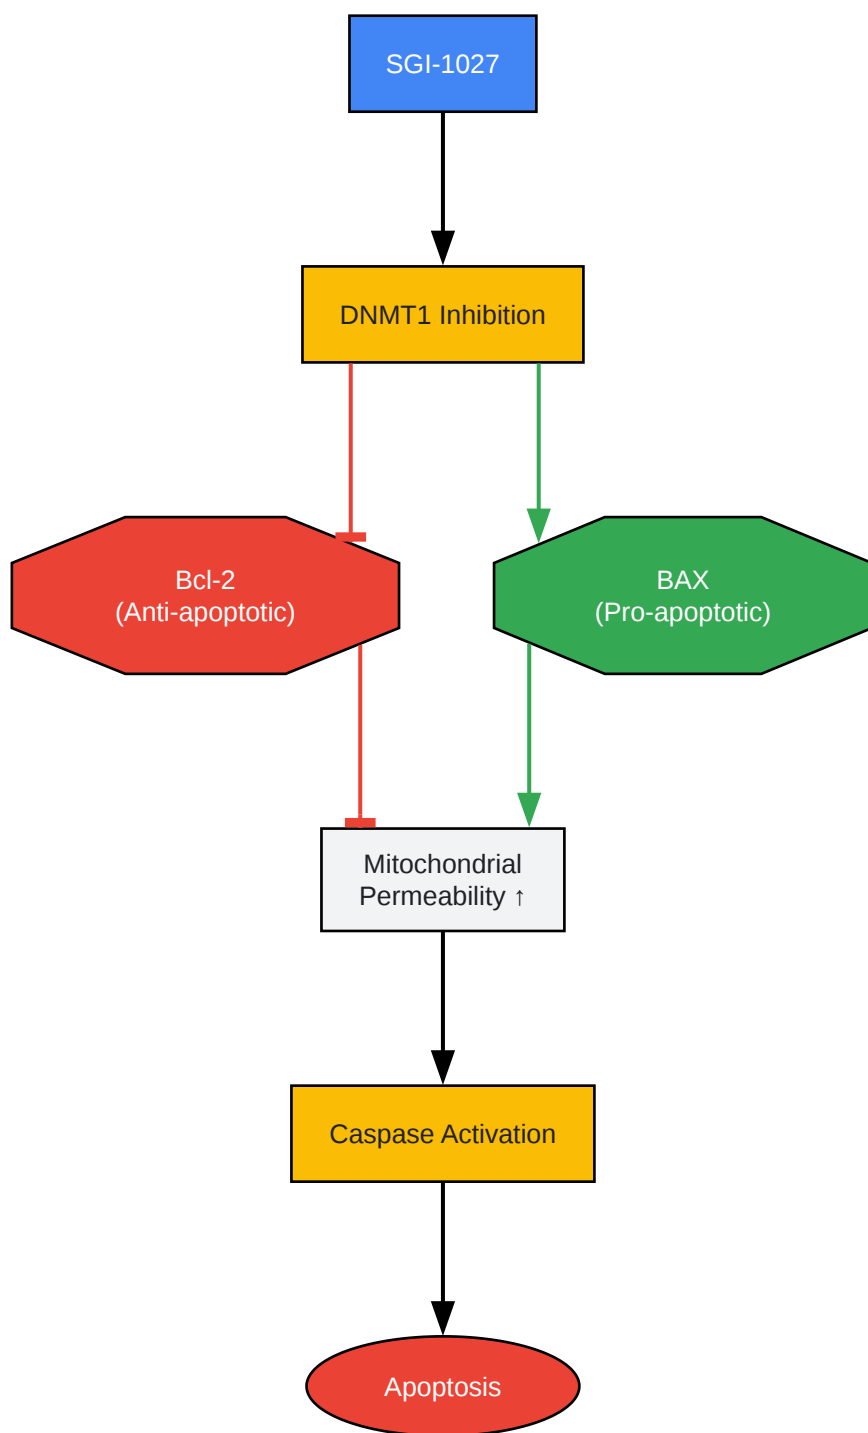 SGI-1027
DNMT1 Inhibition
Bcl-2
(Anti-apoptotic)
BAX
(Pro-apoptotic)
Mitochondrial
Permeability ↑
Caspase Activation
Apoptosis